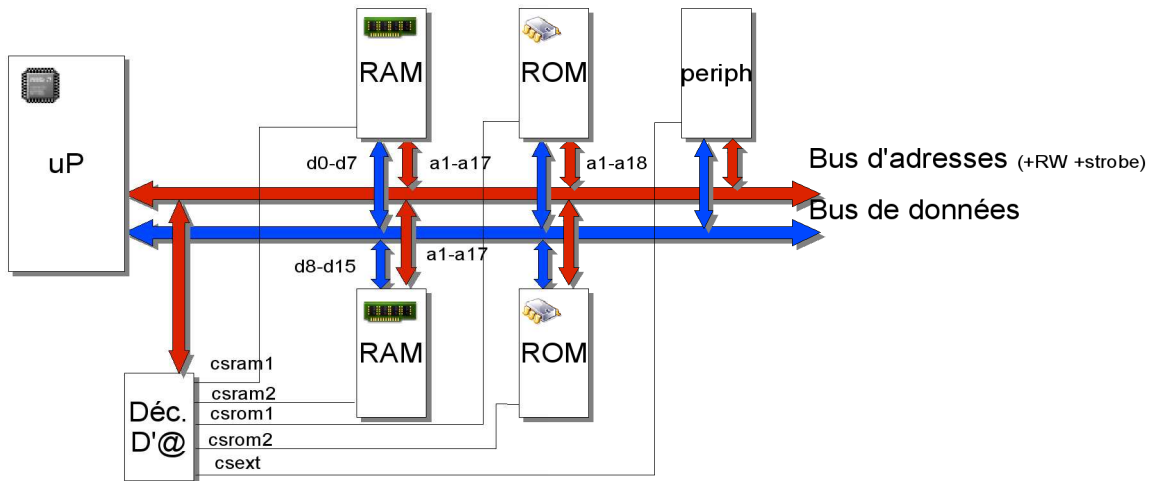 RAM
ROM
periph
uP
d0-d7
a1-a17
a1-a18
Bus d'adresses (+RW +strobe)
Bus de données
d8-d15
a1-a17
RAM
ROM
csram1
csram2
csrom1
csrom2
csext
Déc.
D'@